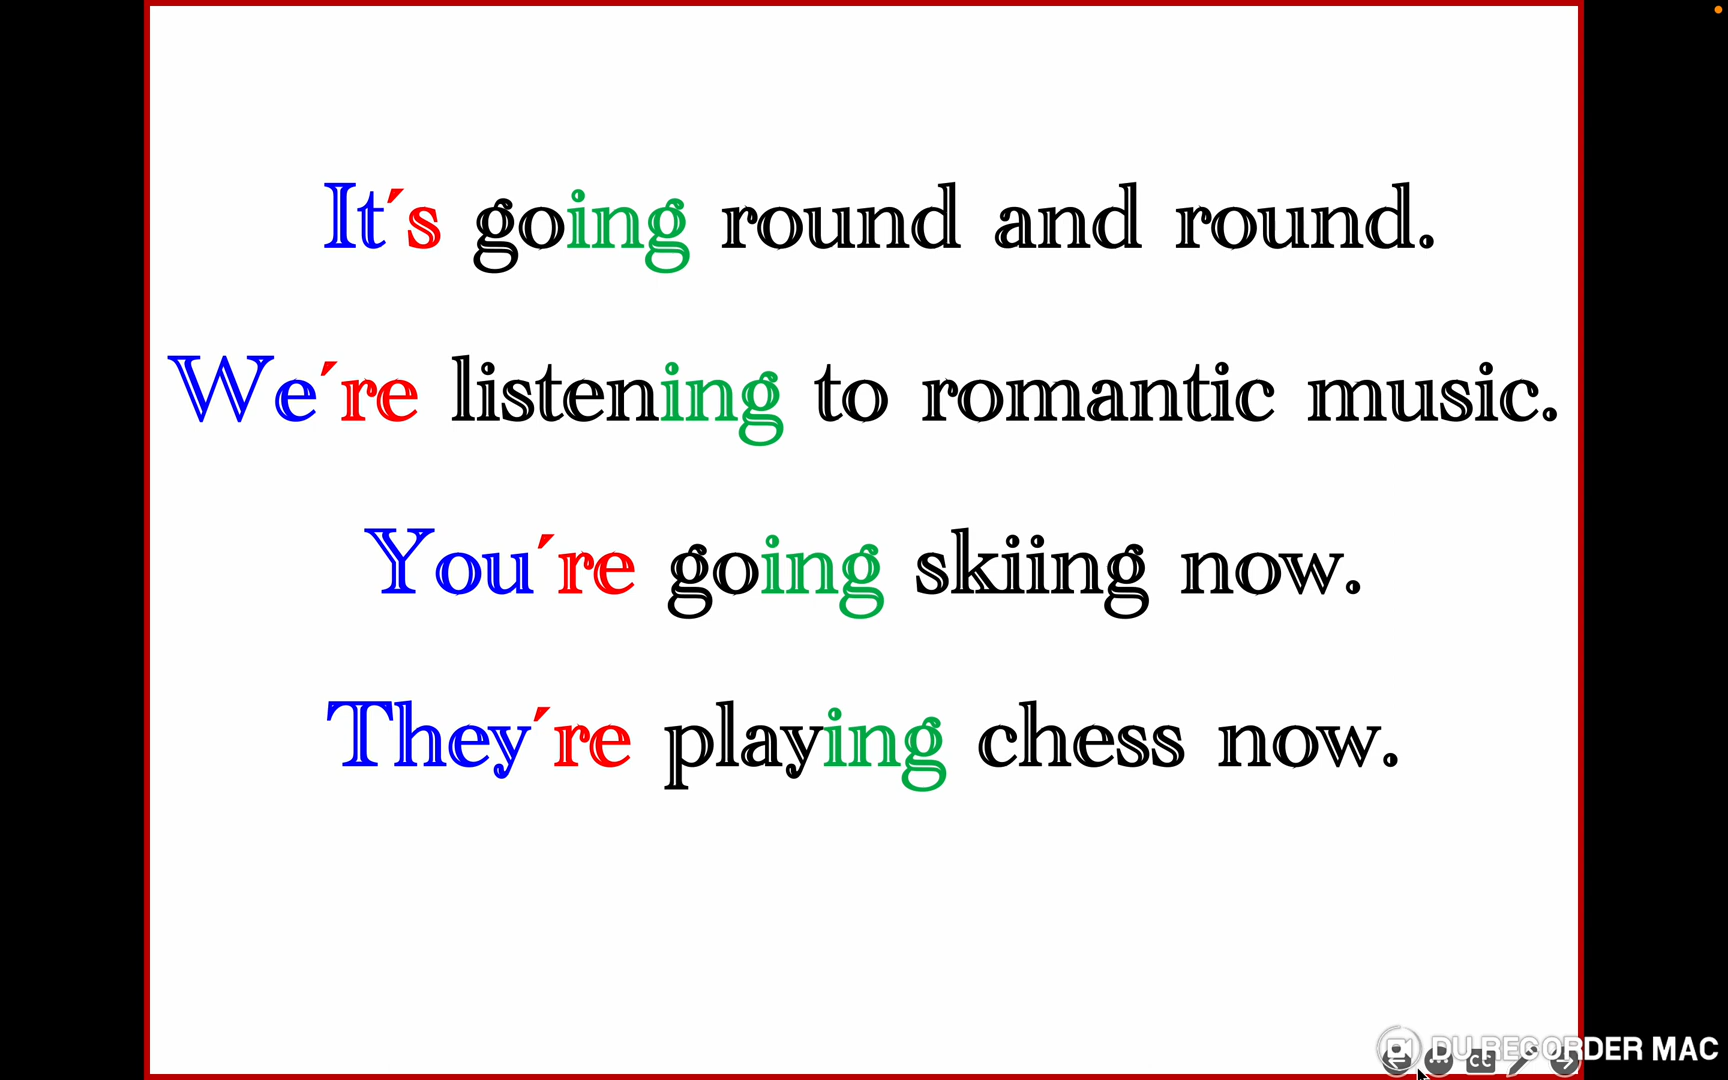 It´s going round and round.
We´re listening to romantic music.
You´re going skiing now.
They´re playing chess now.
DU RECORDER MAC
CC